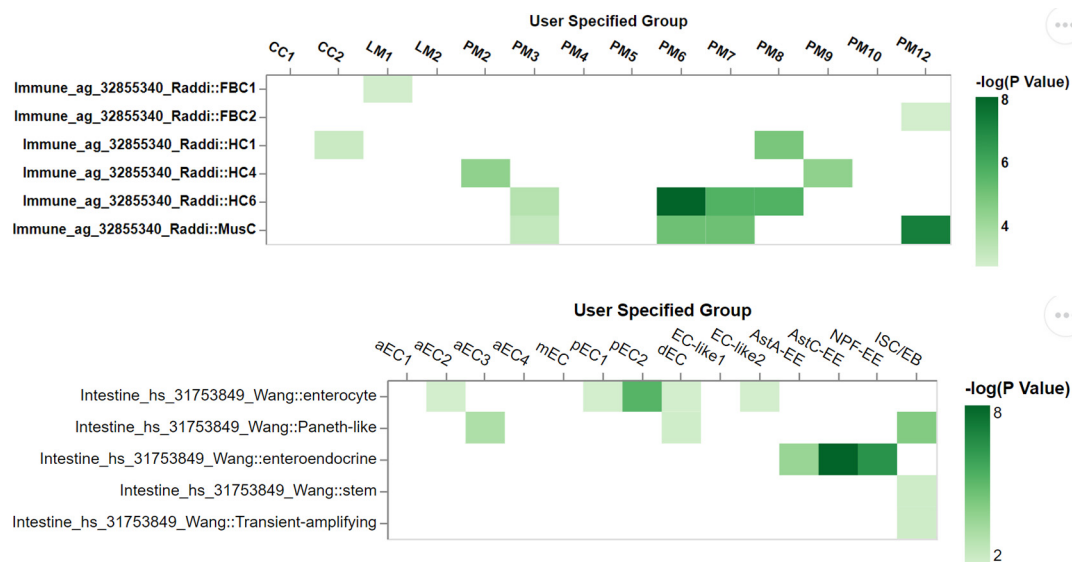 User Specified Group
CC1 CC2 LM1 LM2 PM2 PM3 PM4 PM5 PM6 PM7 PM8 PM9 PM10 PM12
Immune_ag_32855340_Raddi::FBC1
Immune_ag_32855340_Raddi::FBC2
Immune_ag_32855340_Raddi::HC1
Immune_ag_32855340_Raddi::HC4
Immune_ag_32855340_Raddi::HC6
Immune_ag_32855340_Raddi::MusC
-log(P Value)
8
6
4
User Specified Group
aEC1 aEC2 aEC3 aEC4 mEC pEC1 pEC2 dEC EC-like1 EC-like2 AstA-EE AstC-EE NPF-EE ISC/EB
Intestine_hs_31753849_Wang::enterocyte
Intestine_hs_31753849_Wang::Paneth-like
Intestine_hs_31753849_Wang::enteroendocrine
Intestine_hs_31753849_Wang::stem
Intestine_hs_31753849_Wang::Transient-amplifying
-log(P Value)
8
2